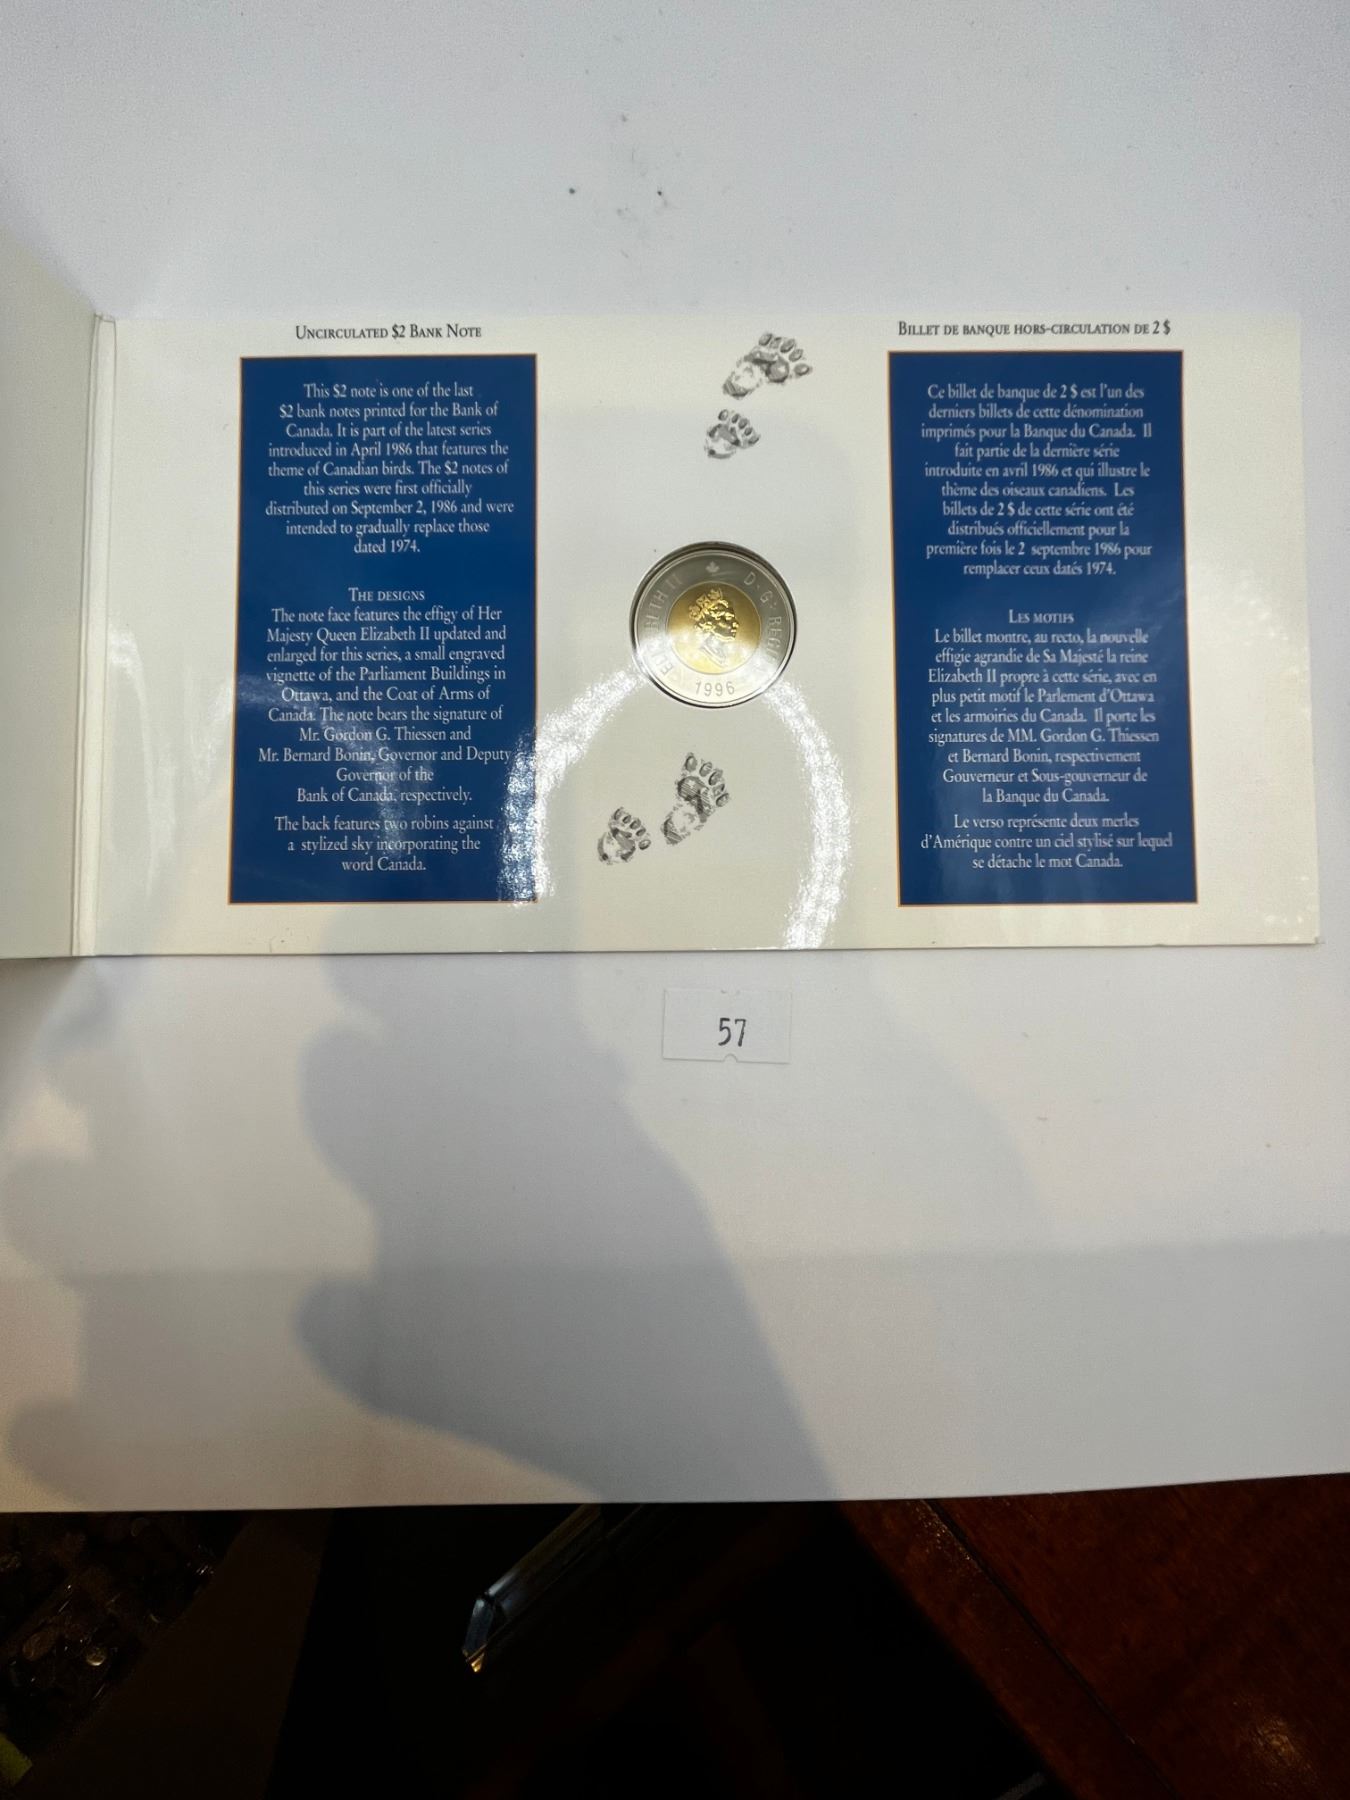 UNCIRCULATED $2 BANK NOTE
This $2 note is one of the last
$2 bank notes printed for the Bank of
Canada. It is part of the latest series
introduced in April 1986 that features the
theme of Canadian birds. The $2 notes of
this series were first officially
distributed on September 2, 1986 and were
intended to gradually replace those
dated 1974.
THE DESIGNS
The note face features the effigy of Her
Majesty Queen Elizabeth II updated and
enlarged for this series, a small engraved
vignette of the Parliament Buildings in
Ottawa, and the Coat of Arms of
Canada. The note bears the signature of
Mr. Gordon G. Thiessen and
Mr. Bernard Bonin, Governor and Deputy
Governor of the
Bank of Canada, respectively.
The back features two robins against
a stylized sky incorporating the
word Canada.
ELIZABETH II D·G·REGINA
1996
BILLET DE BANQUE HORS-CIRCULATION DE 2 $
Ce billet de banque de 2 $ est l'un des
derniers billets de cette dénomination
imprimés pour la Banque du Canada. Il
fait partie de la dernière série
introduite en avril 1986 et qui illustre le
thème des oiseaux canadiens. Les
billets de 2 $ de cette série ont été
distribués officiellement pour la
première fois le 2 septembre 1986 pour
remplacer ceux datés 1974.
LES MOTIFS
Le billet montre, au recto, la nouvelle
effigie agrandie de Sa Majesté la reine
Elizabeth II propre à cette série, avec en
plus petit motif le Parlement d'Ottawa
et les armoiries du Canada. Il porte les
signatures de MM. Gordon G. Thiessen
et Bernard Bonin, respectivement
Gouverneur et Sous-gouverneur de
la Banque du Canada.
Le verso représente deux merles
d'Amérique contre un ciel stylisé sur lequel
se détache le mot Canada.
57